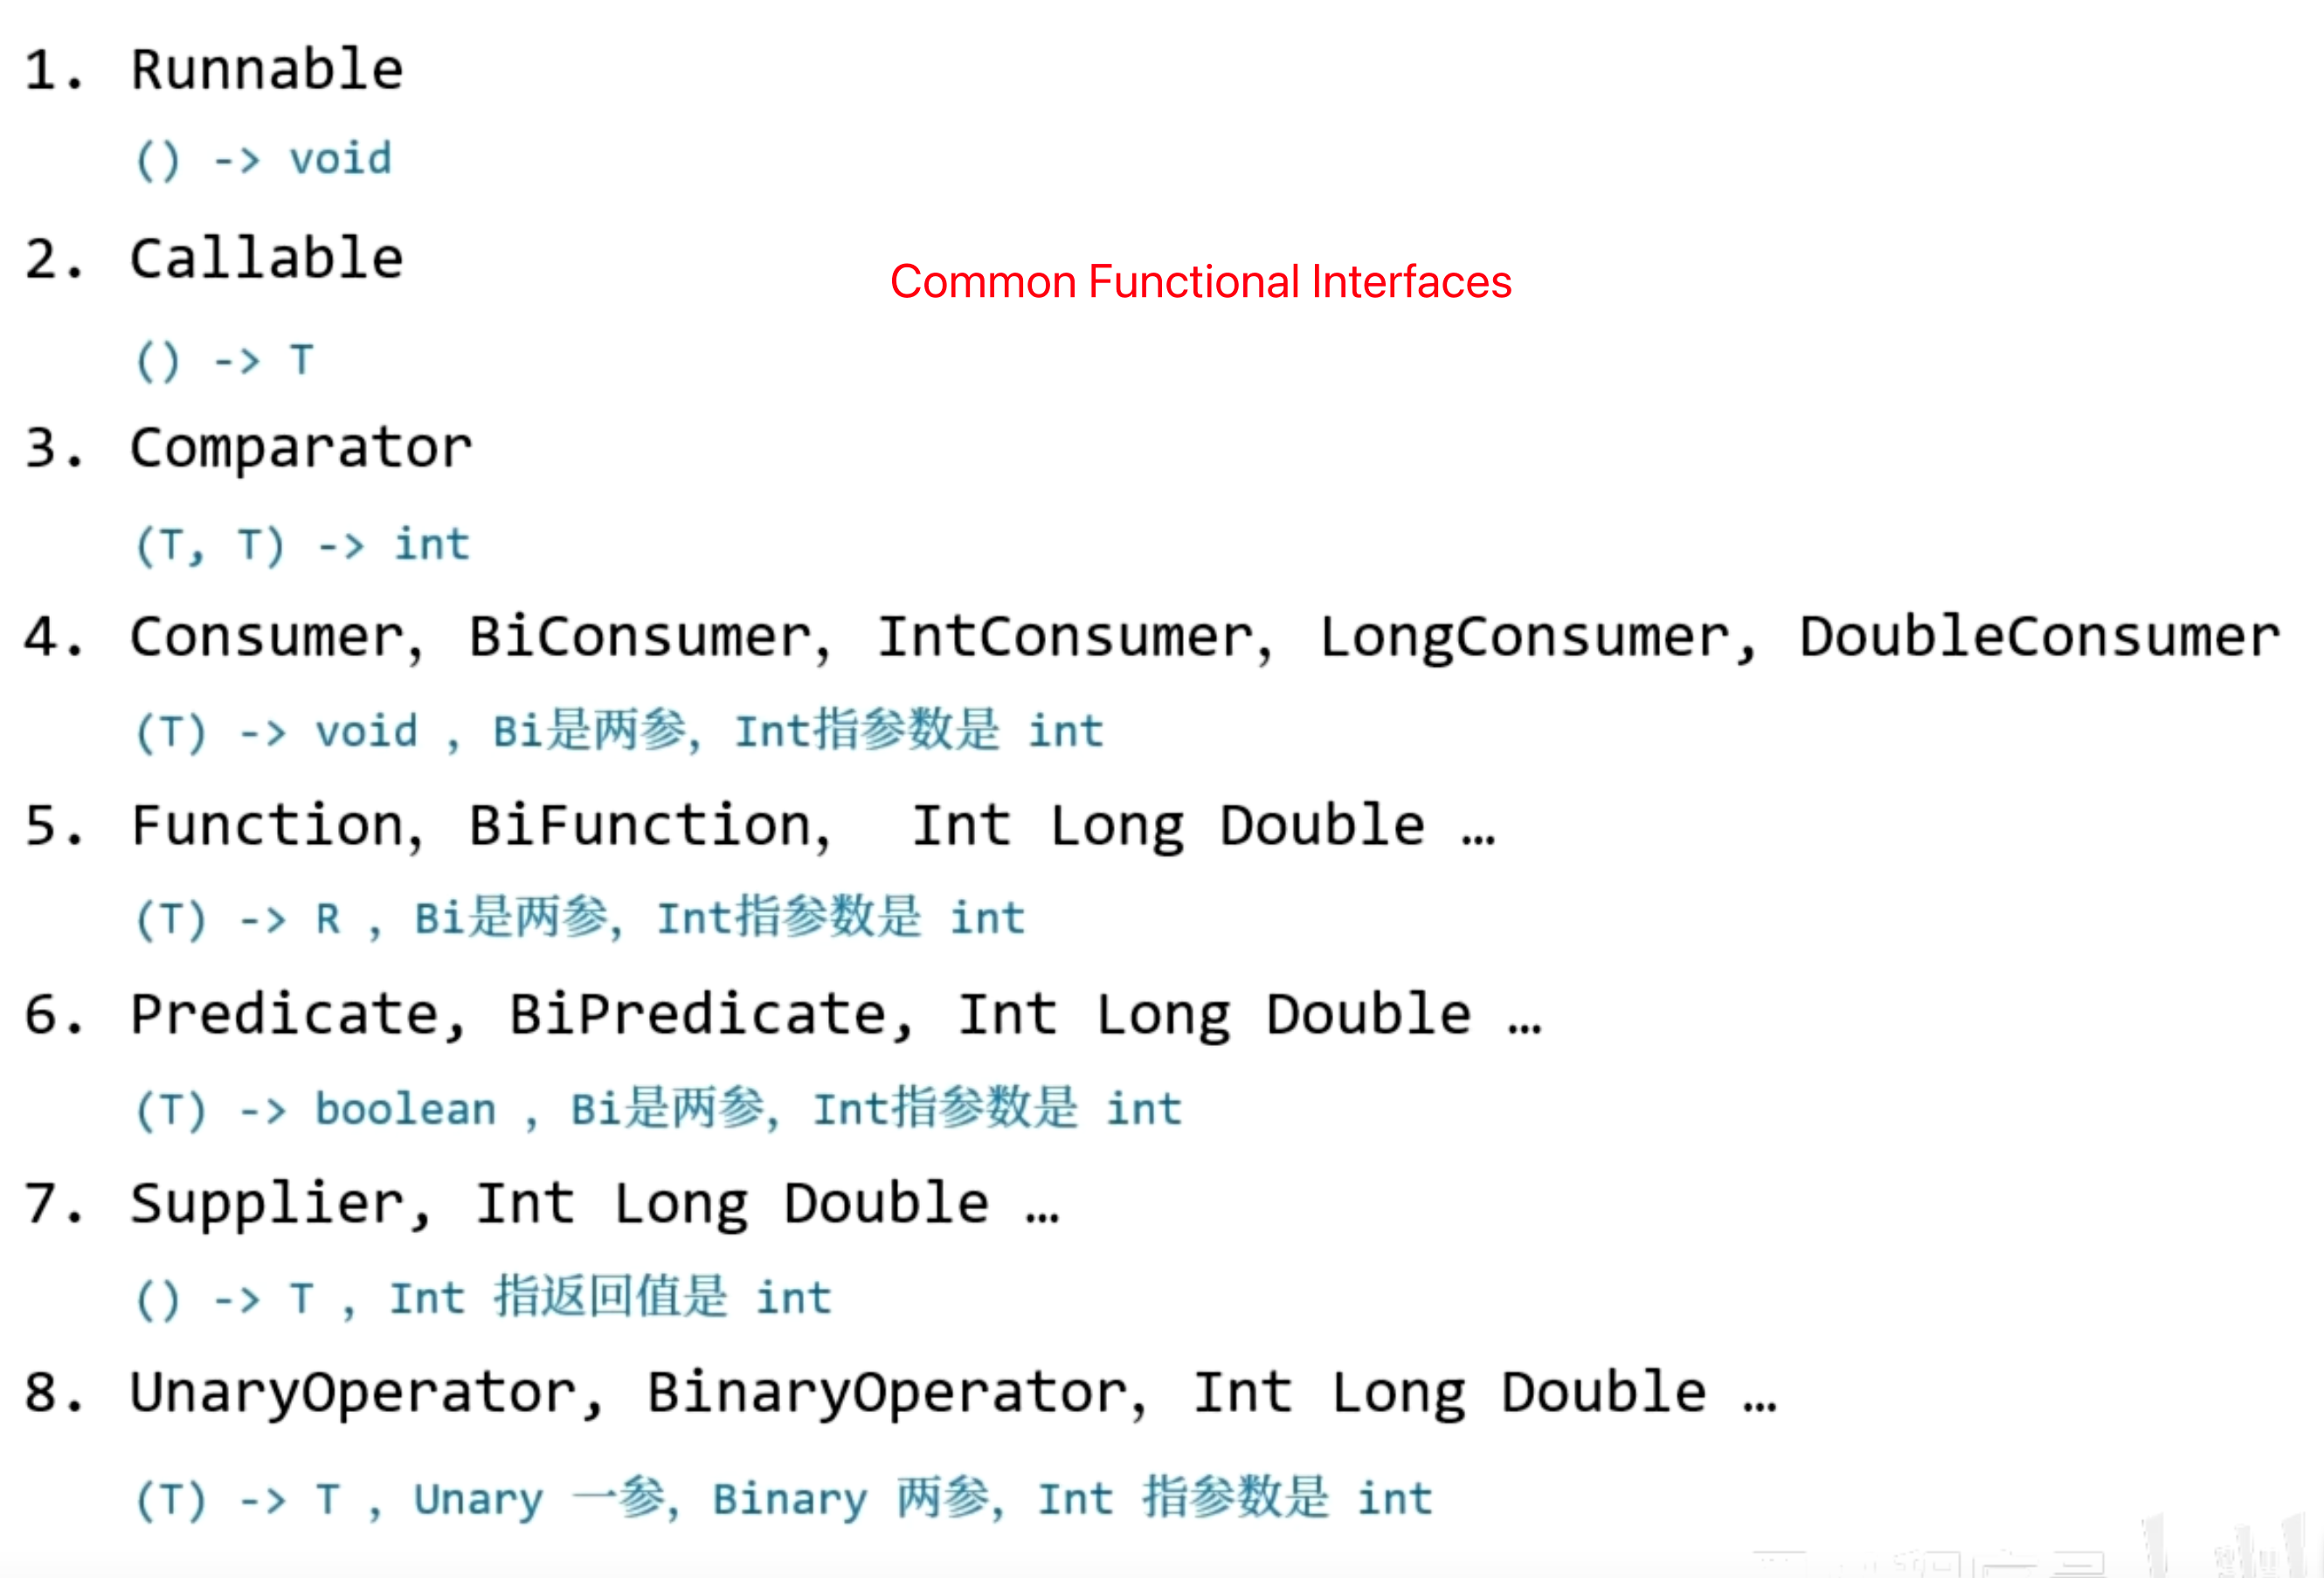 1. Runnable
() -> void
2. Callable
Common Functional Interfaces
() -> T
3. Comparator
(T, T) -> int
4. Consumer, BiConsumer, IntConsumer, LongConsumer, DoubleConsumer
(T) -> void , Bi是两参, Int指参数是 int
5. Function, BiFunction, Int Long Double …
(T) -> R , Bi是两参, Int指参数是 int
6. Predicate, BiPredicate, Int Long Double …
(T) -> boolean , Bi是两参, Int指参数是 int
7. Supplier, Int Long Double …
() -> T , Int 指返回值是 int
8. UnaryOperator, BinaryOperator, Int Long Double …
(T) -> T , Unary 一参, Binary 两参, Int 指参数是 int